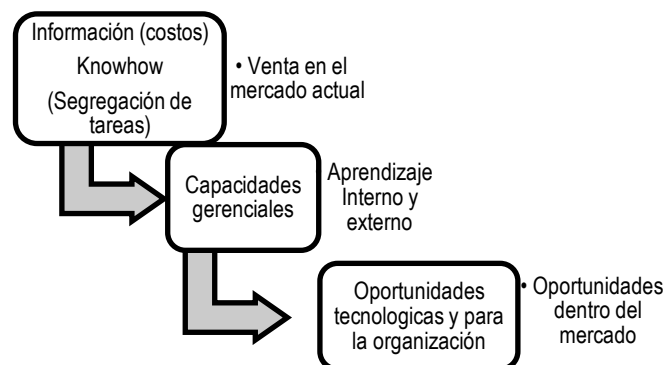 Información (costos)
Knowhow
(Segregación de
tareas)
• Venta en el
mercado actual
Capacidades
gerenciales
Aprendizaje
Interno y
externo
Oportunidades
tecnologicas y para
la organización
• Oportunidades
dentro del
mercado